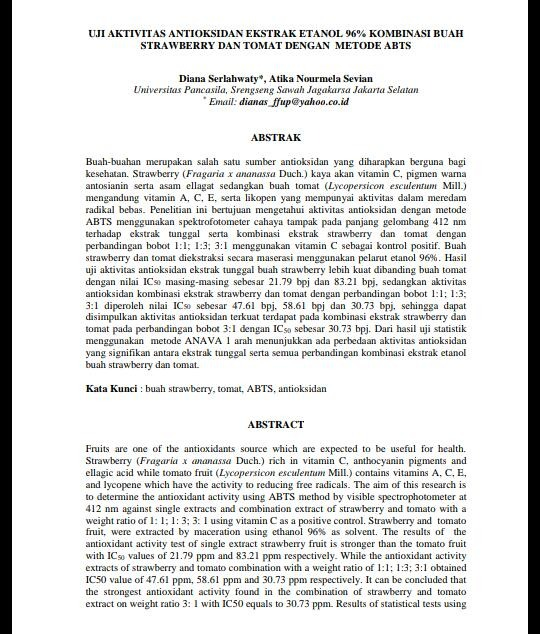 UJI AKTIVITAS ANTIOKSIDAN EKSTRAK ETANOL 96% KOMBINASI BUAH
STRAWBERRY DAN TOMAT DENGAN METODE ABTS
Diana Serlahwaty*, Atika Nourmela Sevian
Universitas Pancasila, Srengseng Sawah Jagakarsa Jakarta Selatan
* Email: dianas_ffup@yahoo.co.id
ABSTRAK
Buah-buahan merupakan salah satu sumber antioksidan yang diharapkan berguna bagi
kesehatan. Strawberry (Fragaria x ananassa Duch.) kaya akan vitamin C, pigmen warna
antosianin serta asam ellagat sedangkan buah tomat (Lycopersicon esculentum Mill.)
mengandung vitamin A, C, E, serta likopen yang mempunyai aktivitas dalam meredam
radikal bebas. Penelitian ini bertujuan mengetahui aktivitas antioksidan dengan metode
ABTS menggunakan spektrofotometer cahaya tampak pada panjang gelombang 412 nm
terhadap ekstrak tunggal serta kombinasi ekstrak strawberry dan tomat dengan
perbandingan bobot 1:1; 1:3; 3:1 menggunakan vitamin C sebagai kontrol positif. Buah
strawberry dan tomat diekstraksi secara maserasi menggunakan pelarut etanol 96%. Hasil
uji aktivitas antioksidan ekstrak tunggal buah strawberry lebih kuat dibanding buah tomat
dengan nilai IC50 masing-masing sebesar 21.79 bpj dan 83.21 bpj, sedangkan aktivitas
antioksidan kombinasi ekstrak strawberry dan tomat dengan perbandingan bobot 1:1; 1:3;
3:1 diperoleh nilai IC50 sebesar 47.61 bpj, 58.61 bpj dan 30.73 bpj, sehingga dapat
disimpulkan aktivitas antioksidan terkuat terdapat pada kombinasi ekstrak strawberry dan
tomat pada perbandingan bobot 3:1 dengan IC50 sebesar 30.73 bpj. Dari hasil uji statistik
menggunakan metode ANAVA 1 arah menunjukkan ada perbedaan aktivitas antioksidan
yang signifikan antara ekstrak tunggal serta semua perbandingan kombinasi ekstrak etanol
buah strawberry dan tomat.
Kata Kunci : buah strawberry, tomat, ABTS, antioksidan
ABSTRACT
Fruits are one of the antioxidants source which are expected to be useful for health.
Strawberry (Fragaria x ananassa Duch.) rich in vitamin C, anthocyanin pigments and
ellagic acid while tomato fruit (Lycopersicon esculentum Mill.) contains vitamins A, C, E,
and lycopene which have the activity to reducing free radicals. The aim of this research is
to determine the antioxidant activity using ABTS method by visible spectrophotometer at
412 nm against single extracts and combination extract of strawberry and tomato with a
weight ratio of 1: 1; 1: 3; 3: 1 using vitamin C as a positive control. Strawberry and tomato
fruit, were extracted by maceration using ethanol 96% as solvent. The results of the
antioxidant activity test of single extract strawberry fruit is stronger than the tomato fruit
with IC50 values of 21.79 ppm and 83.21 ppm respectively. While the antioxidant activity
extracts of strawberry and tomato combination with a weight ratio of 1:1; 1:3; 3:1 obtained
IC50 value of 47.61 ppm, 58.61 ppm and 30.73 ppm respectively. It can be concluded that
the strongest antioxidant activity found in the combination of strawberry and tomato
extract on weight ratio 3: 1 with IC50 equals to 30.73 ppm. Results of statistical tests using